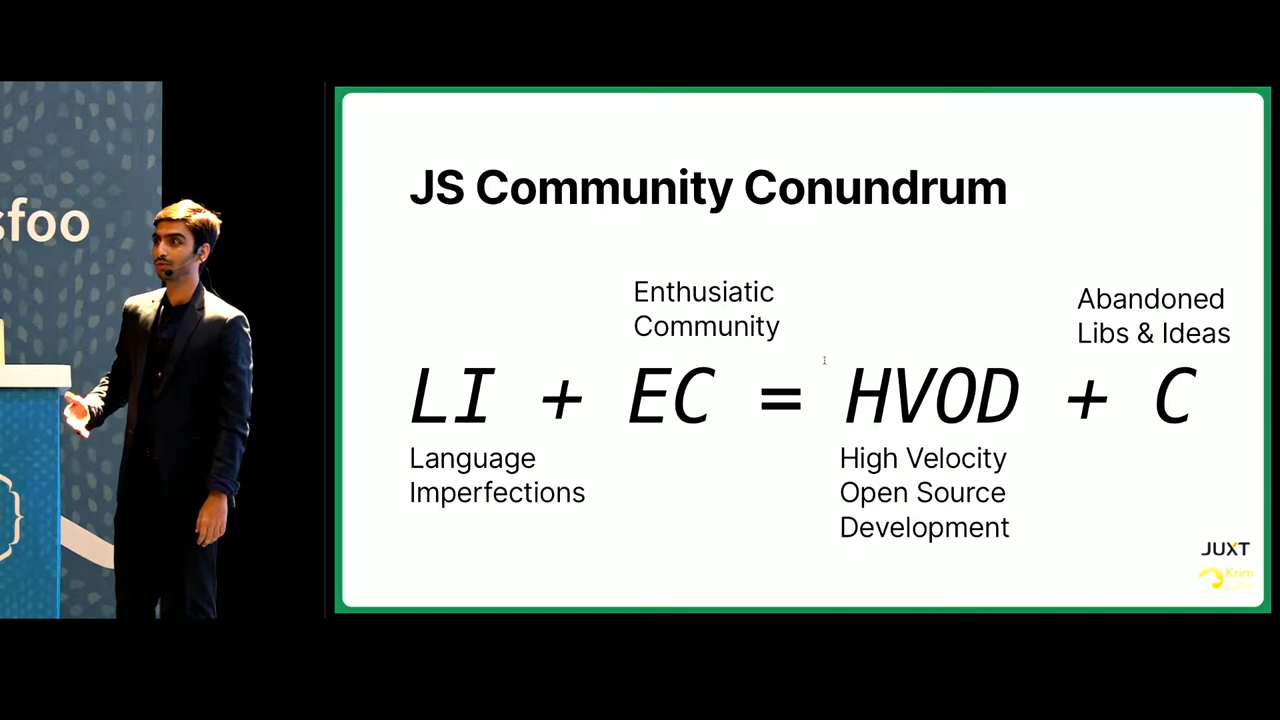 sfoo
JS Community Conundrum
Enthusiatic
Community
Abandoned
Libs & Ideas
LI + EC = HVOD + C
Language
Imperfections
High Velocity
Open Source
Development
JUXT
Krim